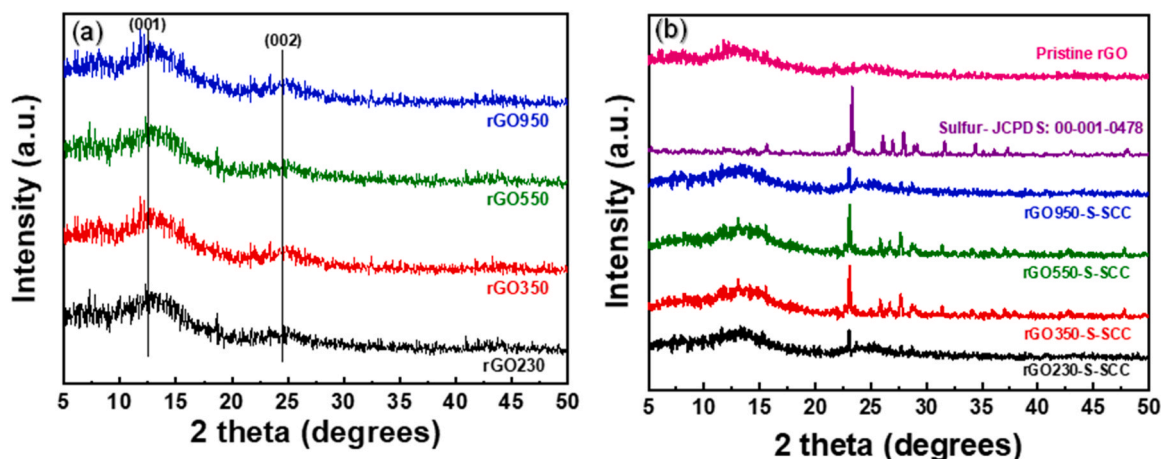 (a)
(001)
(002)
rGO950
rGO550
rGO350
rGO230
Intensity (a.u.)
5 10 15 20 25 30 35 40 45 50
2 theta (degrees)
(b)
Pristine rGO
Sulfur- JCPDS: 00-001-0478
rGO950-S-SCC
rGO550-S-SCC
rGO350-S-SCC
rGO230-S-SCC
Intensity (a.u.)
5 10 15 20 25 30 35 40 45 50
2 theta (degrees)